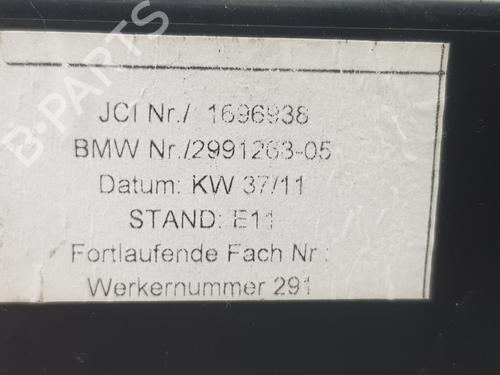 B-PARTS
JCI Nr./ 1696938
BMW Nr./2991263-05
Datum: KW 37/11
STAND: E11
Fortlaufende Fach Nr :
Werkernummer 291